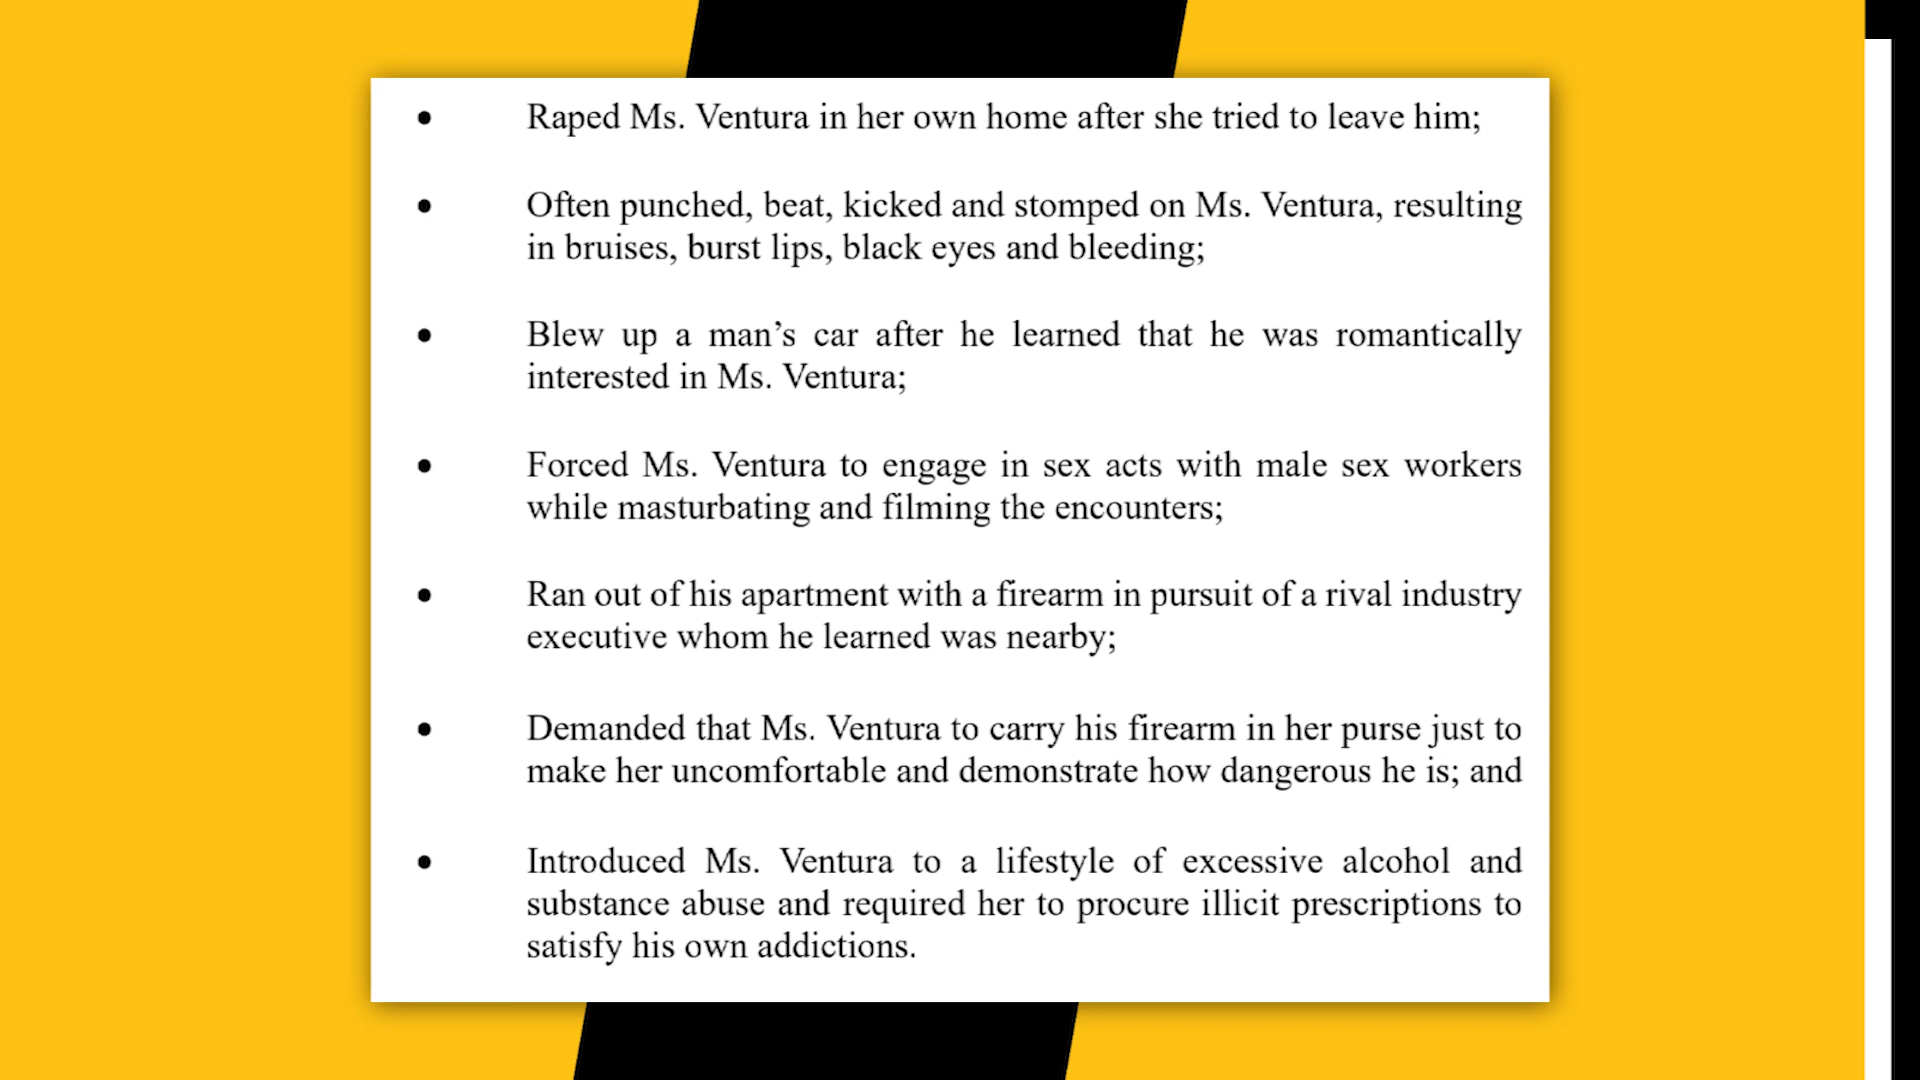 • Raped Ms. Ventura in her own home after she tried to leave him;
• Often punched, beat, kicked and stomped on Ms. Ventura, resulting
in bruises, burst lips, black eyes and bleeding;
• Blew up a man’s car after he learned that he was romantically
interested in Ms. Ventura;
• Forced Ms. Ventura to engage in sex acts with male sex workers
while masturbating and filming the encounters;
• Ran out of his apartment with a firearm in pursuit of a rival industry
executive whom he learned was nearby;
• Demanded that Ms. Ventura to carry his firearm in her purse just to
make her uncomfortable and demonstrate how dangerous he is; and
• Introduced Ms. Ventura to a lifestyle of excessive alcohol and
substance abuse and required her to procure illicit prescriptions to
satisfy his own addictions.